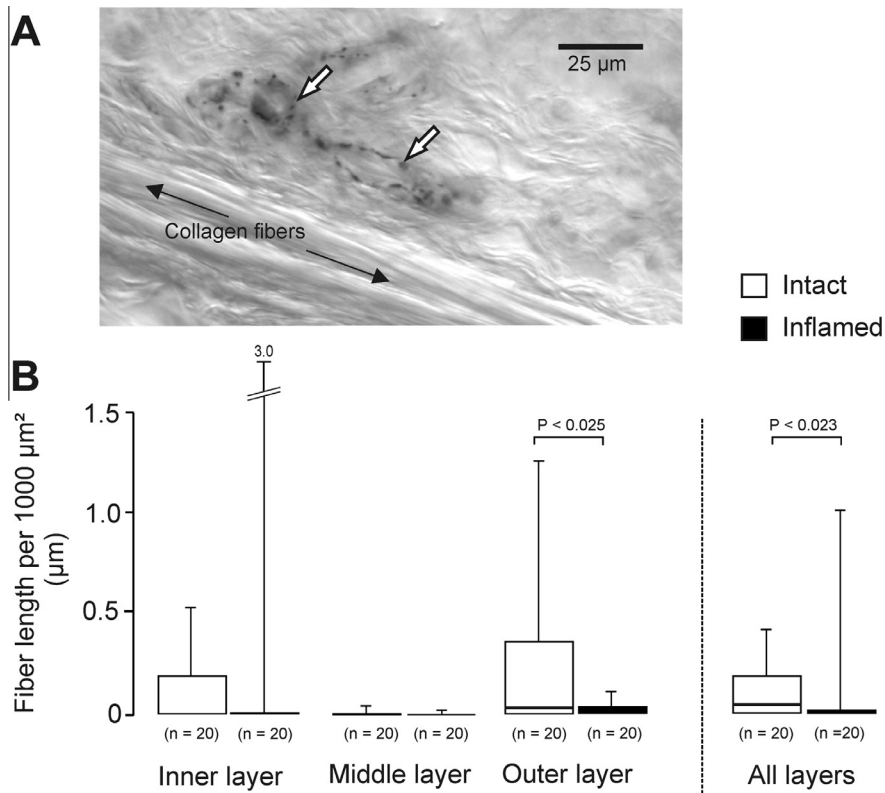 A
25 µm
Collagen fibers
Intact
Inflamed
B
3.0
Fiber length per 1000 µm²
(µm)
1.5
1.0
0.5
0
P < 0.025
P < 0.023
(n = 20) (n = 20) (n = 20) (n = 20) (n = 20) (n = 20) (n = 20) (n =20)
Inner layer Middle layer Outer layer All layers